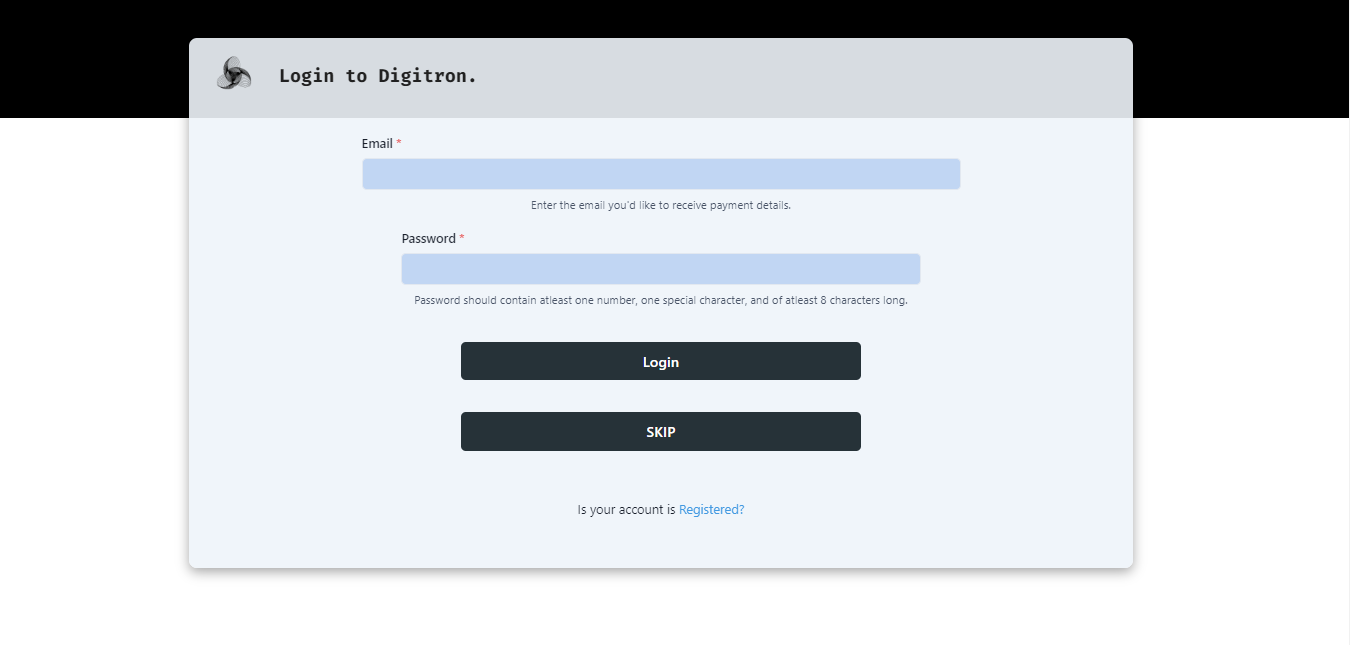 Login to Digitron.
Email *
Enter the email you'd like to receive payment details.
Password *
Password should contain atleast one number, one special character, and of atleast 8 characters long.
Login
SKIP
Is your account is Registered?